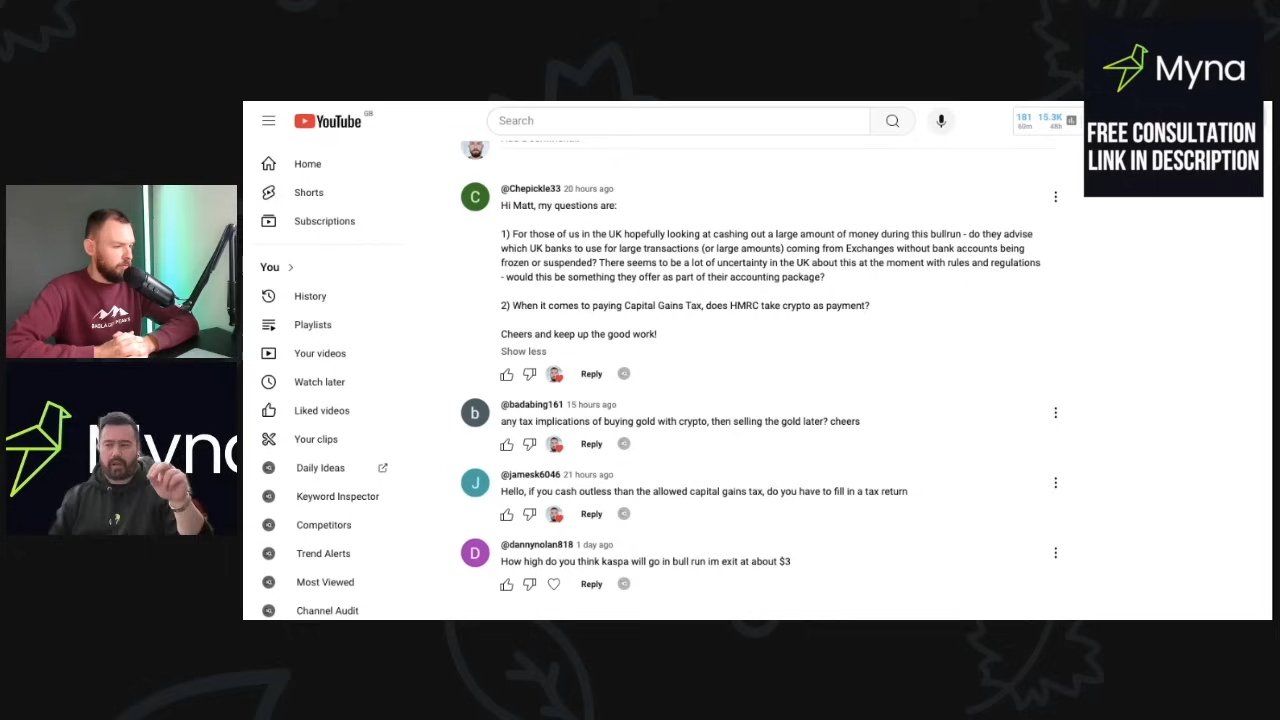 YouTube GB
Search
181 15.3K
60m 48h
Myna
FREE CONSULTATION
LINK IN DESCRIPTION
Home
Shorts
Subscriptions
You
History
Playlists
Your videos
Watch later
Liked videos
Your clips
Daily Ideas
Keyword Inspector
Competitors
Trend Alerts
Most Viewed
Channel Audit
C
@Chepickle33 20 hours ago
Hi Matt, my questions are:
1) For those of us in the UK hopefully looking at cashing out a large amount of money during this bullrun - do they advise
which UK banks to use for large transactions (or large amounts) coming from Exchanges without bank accounts being
frozen or suspended? There seems to be a lot of uncertainty in the UK about this at the moment with rules and regulations
- would this be something they offer as part of their accounting package?
2) When it comes to paying Capital Gains Tax, does HMRC take crypto as payment?
Cheers and keep up the good work!
Show less
Reply
b
@badabing161 15 hours ago
any tax implications of buying gold with crypto, then selling the gold later? cheers
Reply
J
@jamesk6046 21 hours ago
Hello, if you cash outless than the allowed capital gains tax, do you have to fill in a tax return
Reply
D
@dannynolan818 1 day ago
How high do you think kaspa will go in bull run im exit at about $3
Reply
Myna